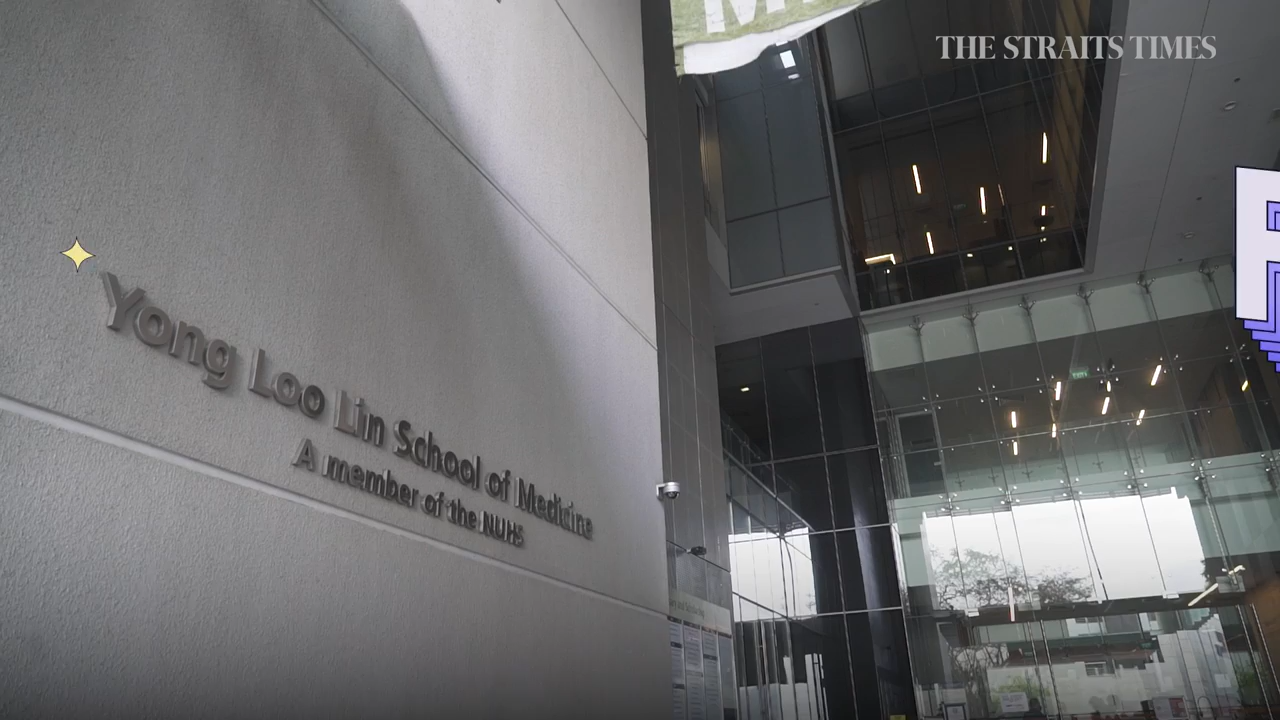 THE STRAITS TIMES
Yong Loo Lin School of Medicine
A member of the NUHS